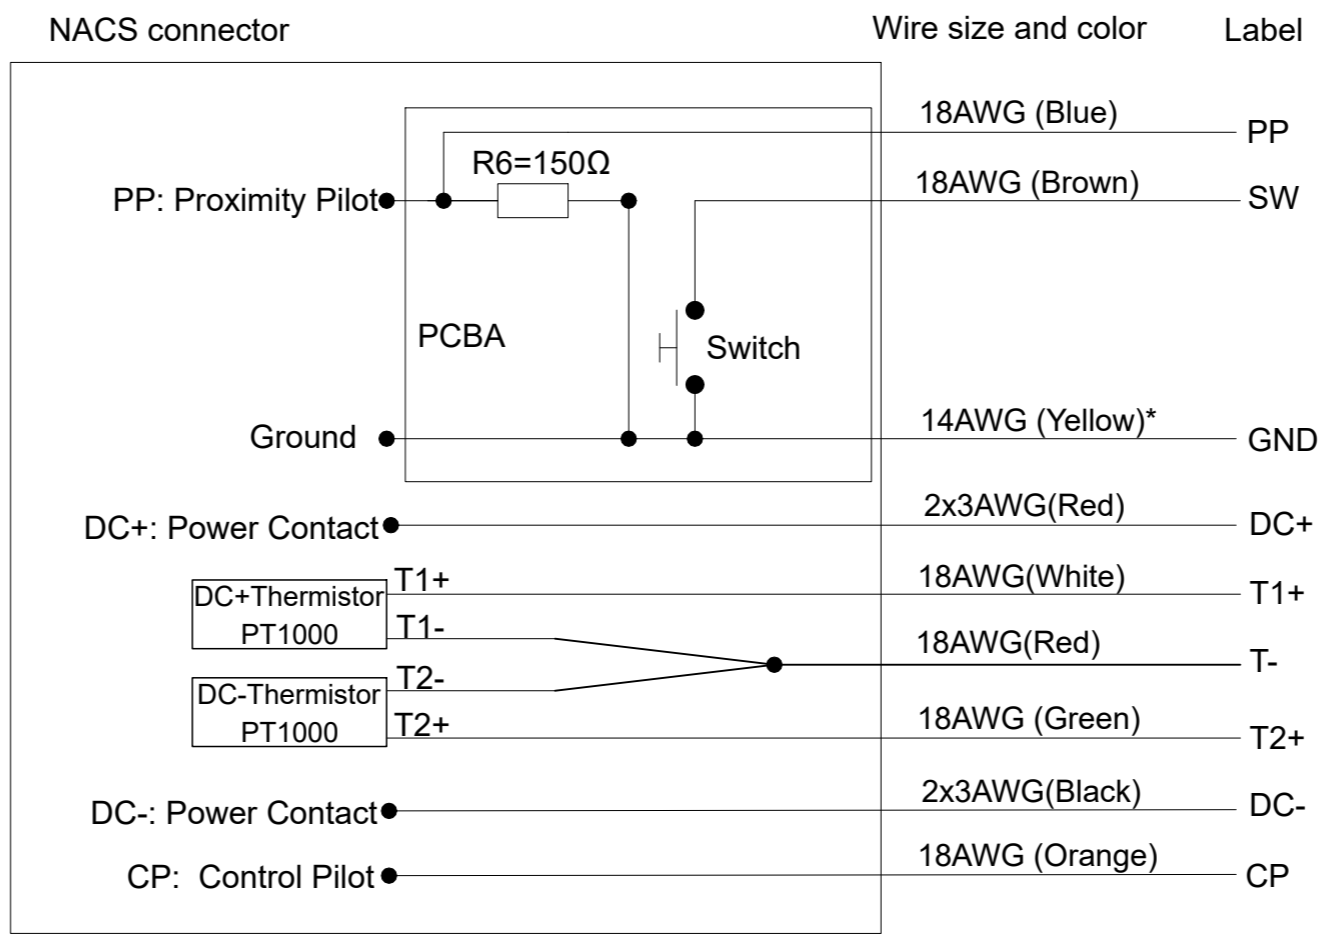 NACS connector
Wire size and color
Label
18AWG (Blue)
PP
R6=150Ω
18AWG (Brown)
PP: Proximity Pilot
SW
PCBA
Switch
14AWG (Yellow)*
Ground
GND
2x3AWG(Red)
DC+: Power Contact
DC+
T1+
18AWG(White)
T1+
DC+Thermistor
PT1000
T1-
18AWG(Red)
T-
T2-
DC-Thermistor
PT1000
T2+
18AWG (Green)
T2+
2x3AWG(Black)
DC-: Power Contact
DC-
18AWG (Orange)
CP: Control Pilot
CP